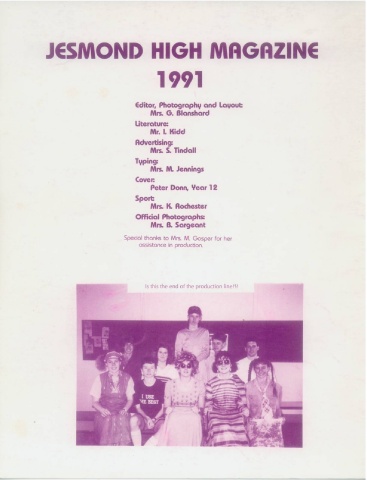 JESMOND HIGH MAGAZINE
1991
Editor, Photography and Layout:
Mrs. G. Blanshard
Literature:
Mr. I. Kidd
Advertising:
Mrs. S. Tindall
Typing:
Mrs. M. Jennings
Cover:
Peter Donn, Year 12
Sport:
Mrs. K. Rochester
Official Photographs:
Mrs. B. Sargeant
Special thanks to Mrs. M. Gosper for her
assistance in production.
Is this the end of the production line?!!
I LIKE
BEST